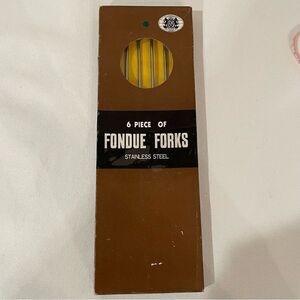 6 PIECE OF
FONDUE FORKS
STAINLESS STEEL